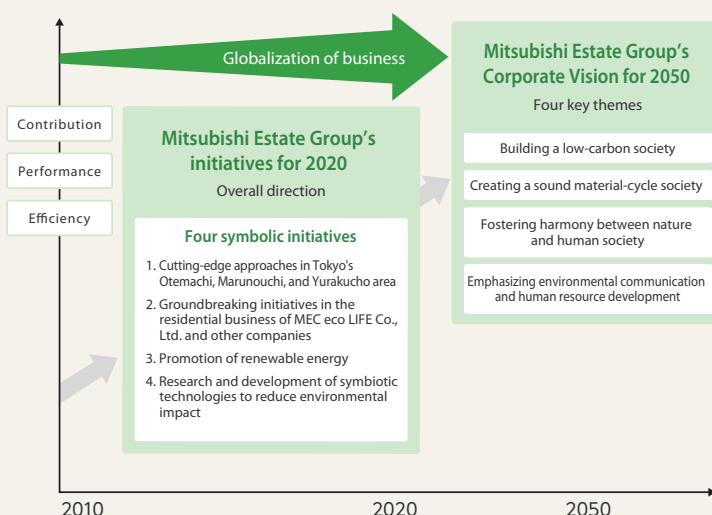 Globalization of business
Contribution
Performance
Efficiency
Mitsubishi Estate Group's
initiatives for 2020
Overall direction
Four symbolic initiatives
1. Cutting-edge approaches in Tokyo's
Otemachi, Marunouchi, and Yurakucho area
2. Groundbreaking initiatives in the
residential business of MEC eco LIFE Co.,
Ltd. and other companies
3. Promotion of renewable energy
4. Research and development of symbiotic
technologies to reduce environmental
impact
Mitsubishi Estate Group's
Corporate Vision for 2050
Four key themes
Building a low-carbon society
Creating a sound material-cycle society
Fostering harmony between nature
and human society
Emphasizing environmental communication
and human resource development
2010
2020
2050